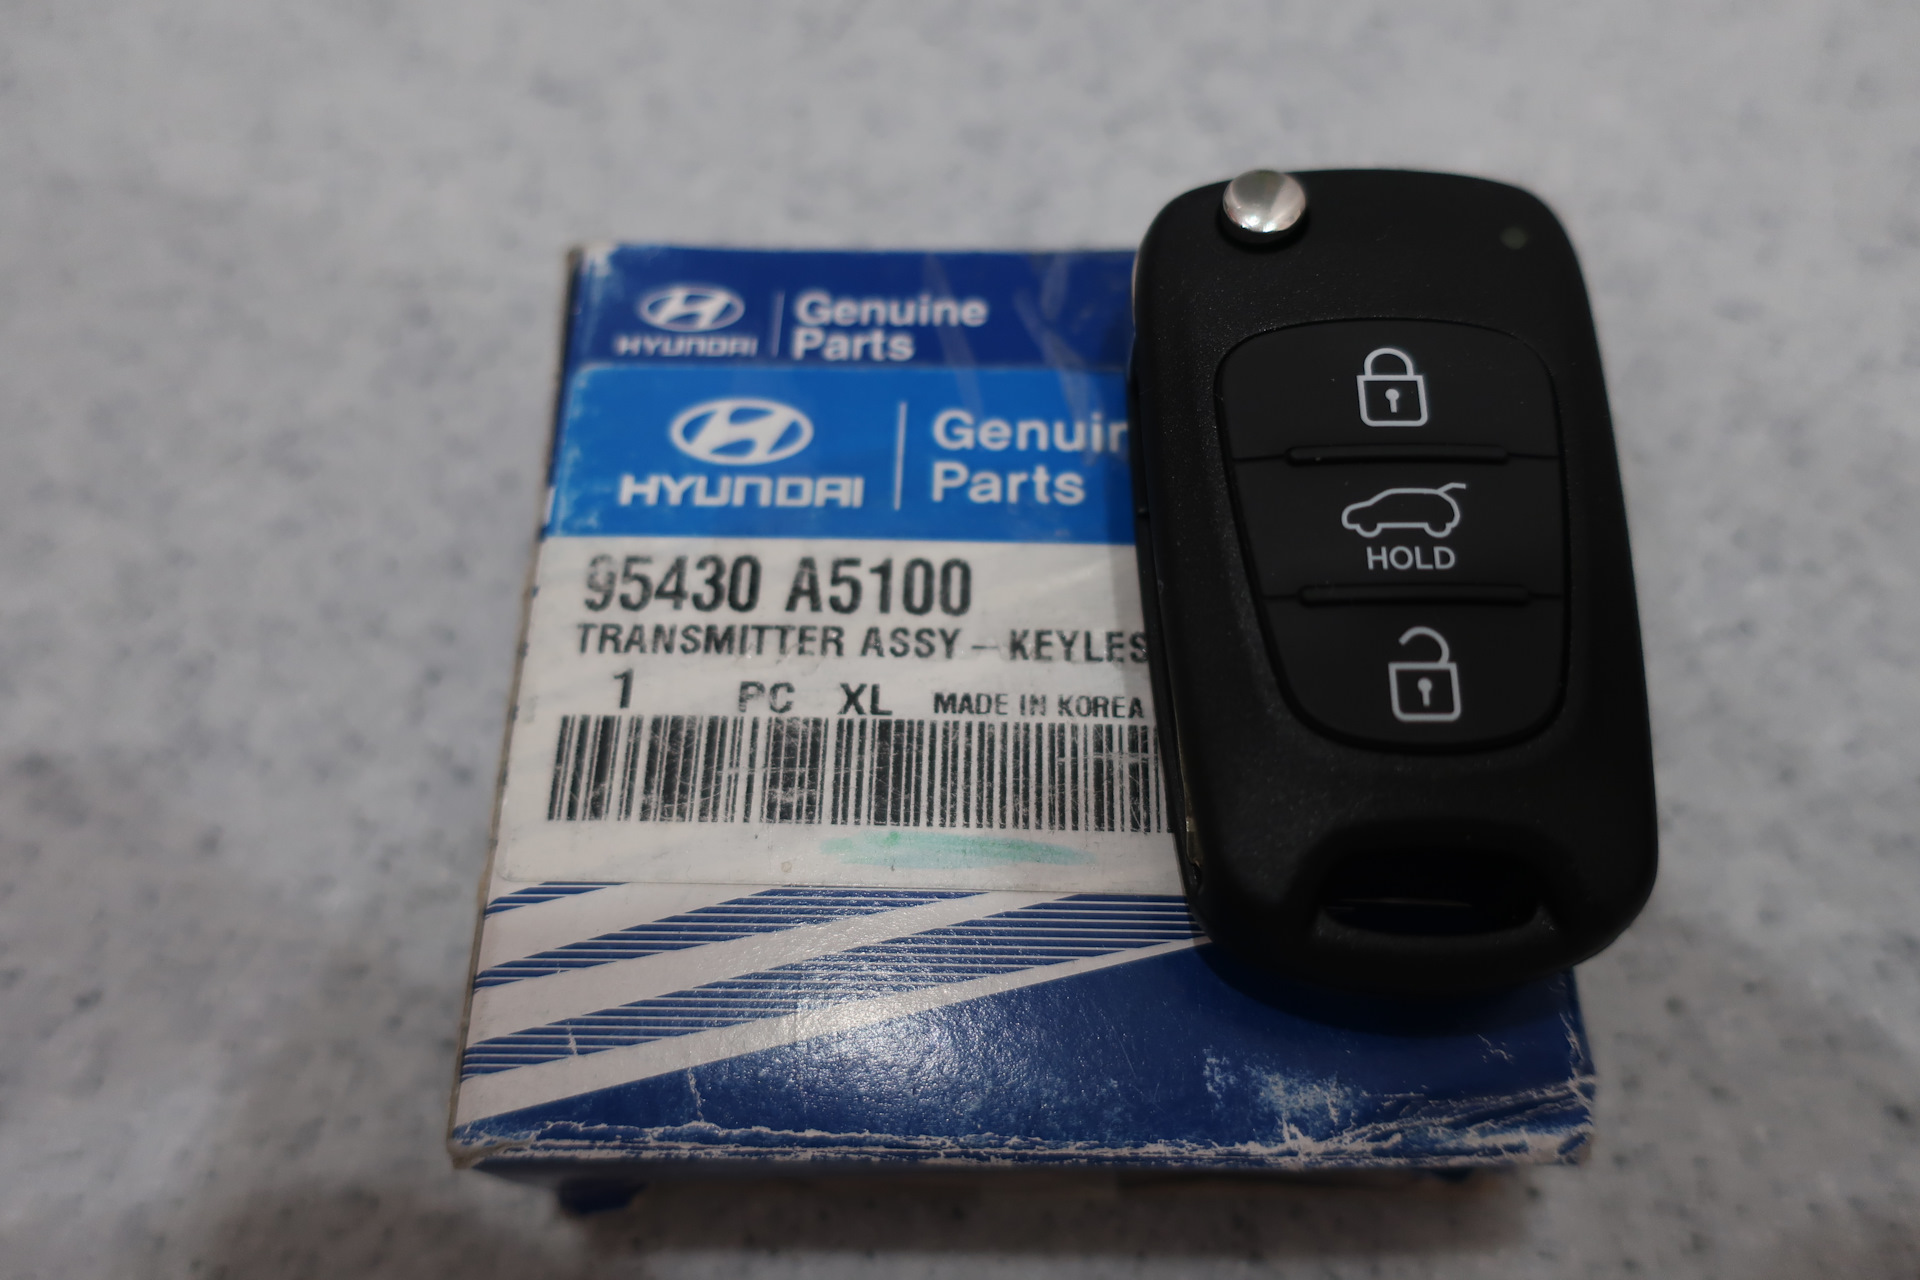 HYUNDAI
Genuine
Parts
HYUNDAI
Genuin
Parts
95430 A5100
TRANSMITTER ASSY - KEYLES
1 PC XL MADE IN KOREA
HOLD